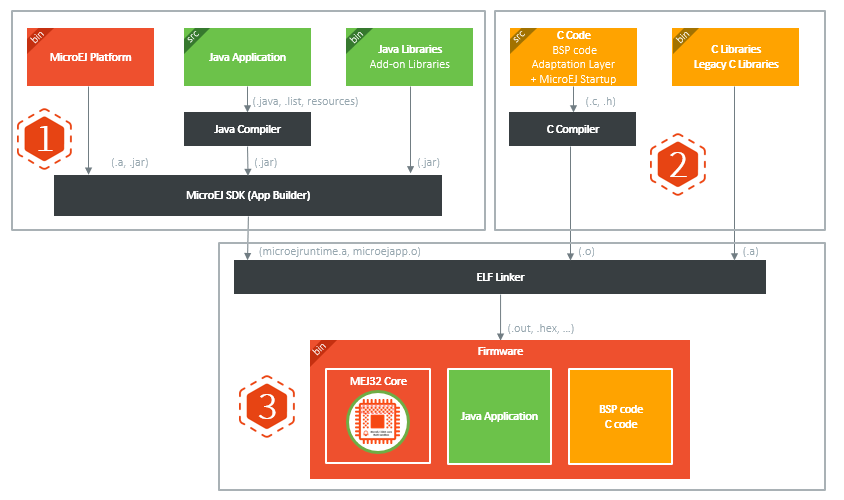 bin
MicroEJ Platform
src
Java Application
bin
Java Libraries
Add-on Libraries
src
C Code
BSP code
Adaptation Layer
+ MicroEJ Startup
bin
C Libraries
Legacy C Libraries
(.java, .list, resources)
(.c, .h)
1
Java Compiler
C Compiler
2
(.a, .jar)
(.jar)
(.jar)
MicroEJ SDK (App Builder)
(microejruntime.a, microejapp.o)
(.o)
(.a)
ELF Linker
(.out, .hex, ...)
bin
Firmware
3
MEJ32 Core
Java Application
BSP code
C code